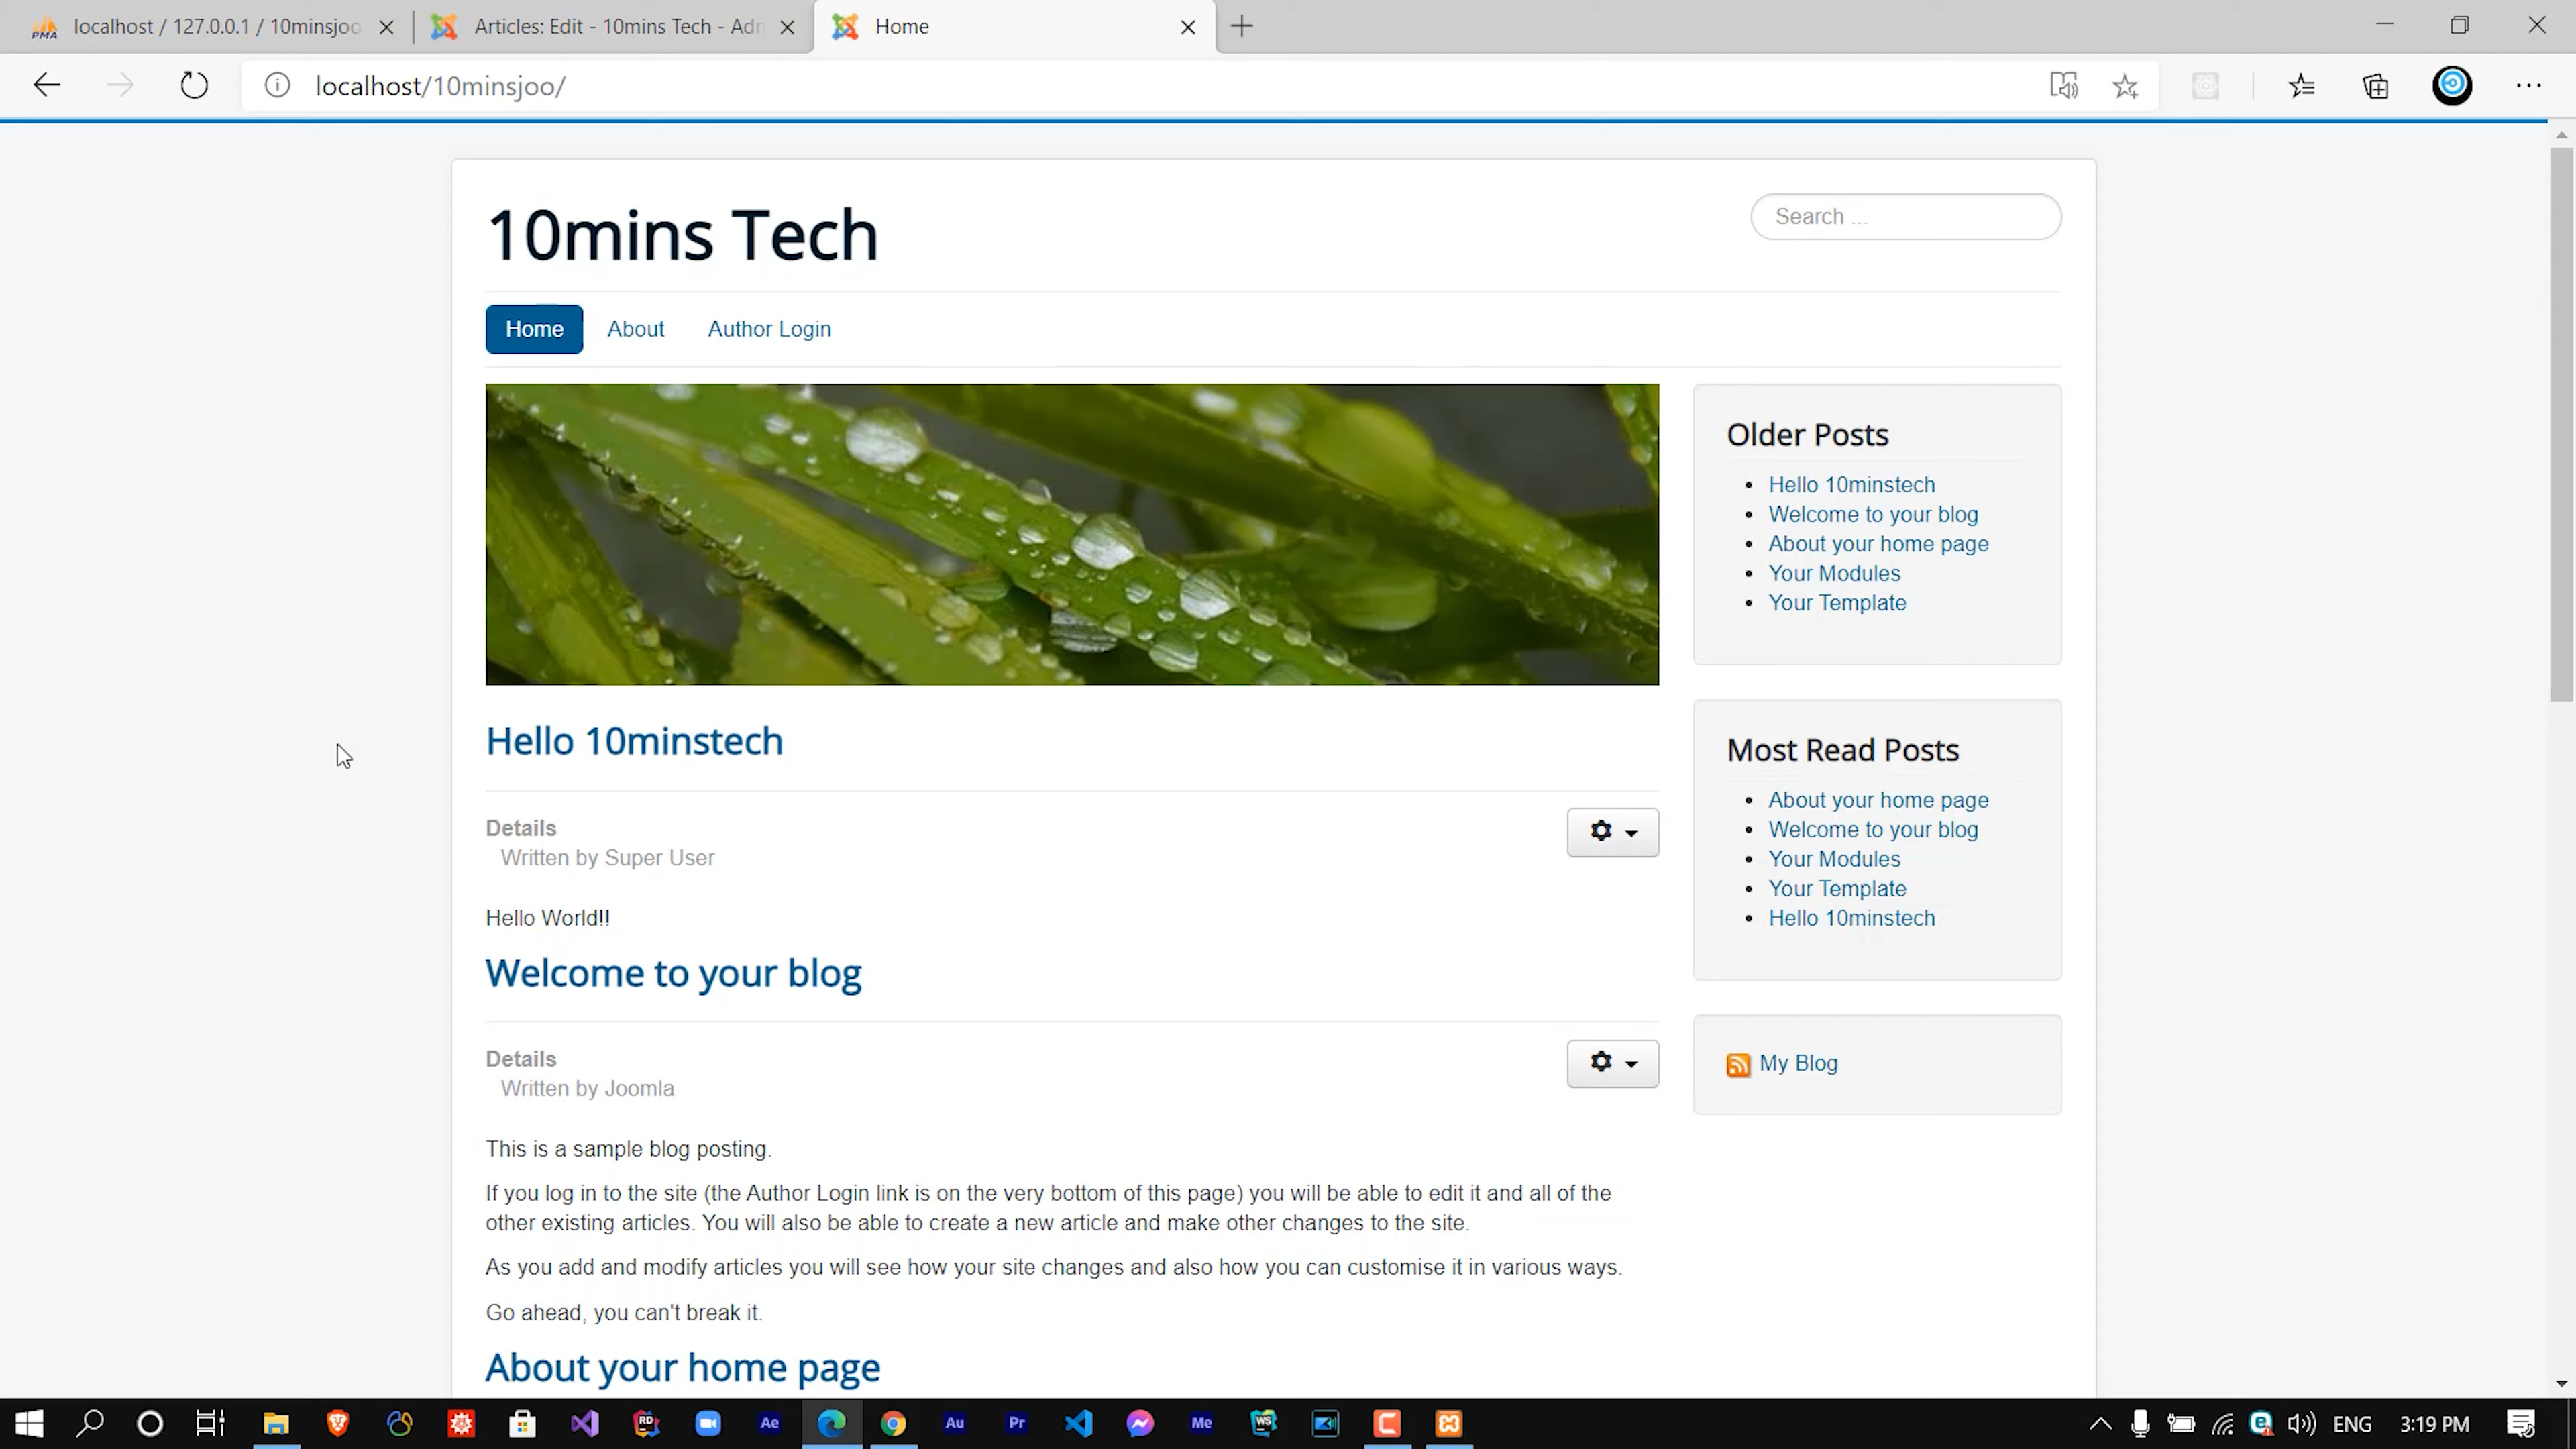 localhost / 127.0.0.1 / 10minsjoo
Articles: Edit - 10mins Tech - Adr
Home
localhost/10minsjoo/
10mins Tech
Search ...
Home
About
Author Login
Older Posts
Hello 10minstech
Welcome to your blog
About your home page
Your Modules
Your Template
Hello 10minstech
Details
Written by Super User
Hello World!!
Most Read Posts
About your home page
Welcome to your blog
Your Modules
Your Template
Hello 10minstech
Welcome to your blog
Details
Written by Joomla
My Blog
This is a sample blog posting.
If you log in to the site (the Author Login link is on the very bottom of this page) you will be able to edit it and all of the
other existing articles. You will also be able to create a new article and make other changes to the site.
As you add and modify articles you will see how your site changes and also how you can customise it in various ways.
Go ahead, you can't break it.
About your home page
PMA
RD
Ae
Au
Pr
Me
WS
C
ENG
3:19 PM